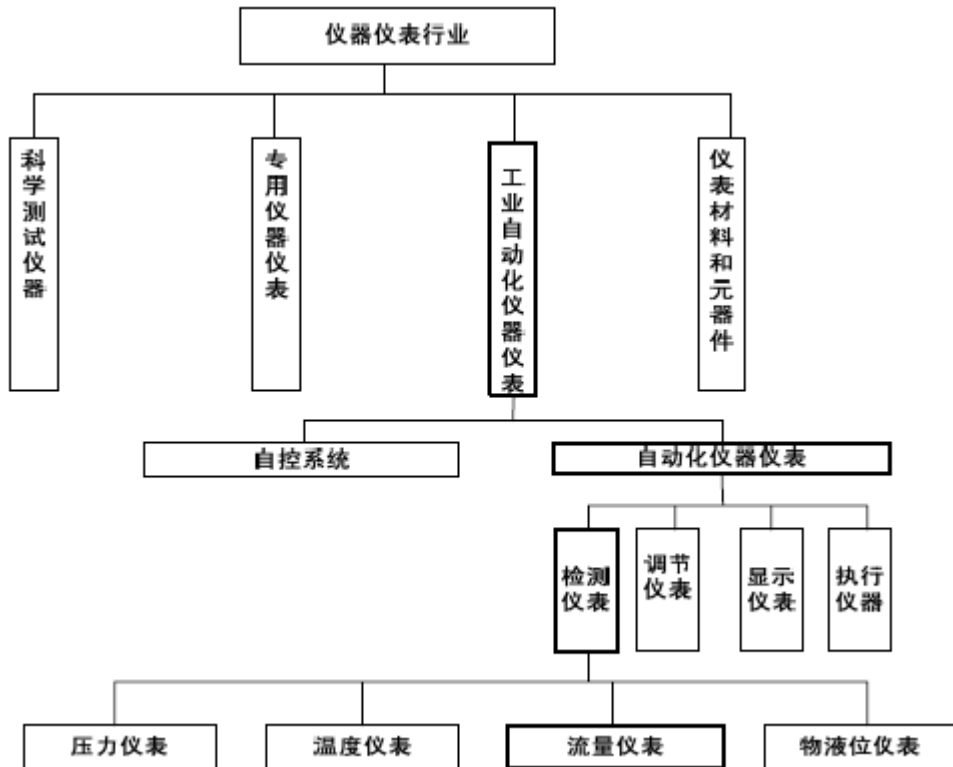 仪器仪表行业
科学测试仪器
专用仪器仪表
工业自动化仪器仪表
仪表材料和元器件
自控系统
自动化仪器仪表
检测
仪表
调节
仪表
显示
仪表
执行
仪器
压力仪表
温度仪表
流量仪表
物液位仪表